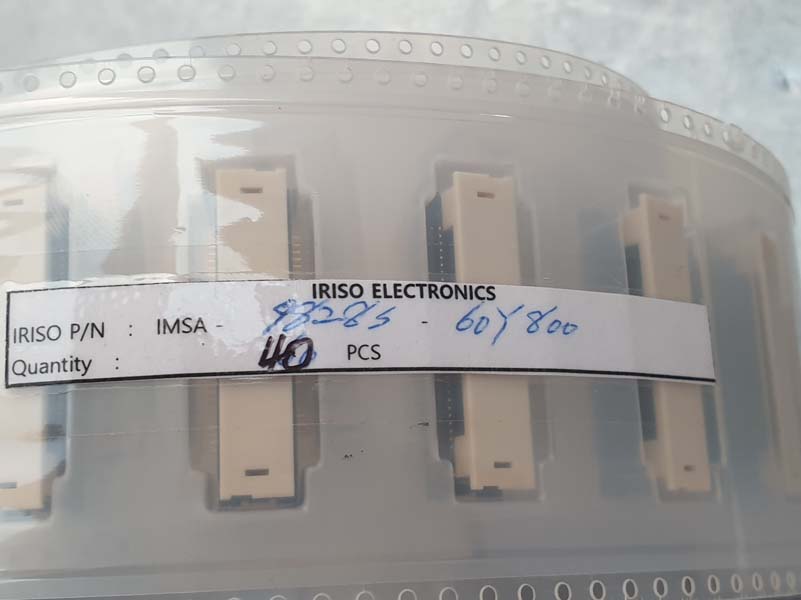 IRISO ELECTRONICS
IRISO P/N : IMSA - 9828S - 60Y800
Quantity : 40 PCS